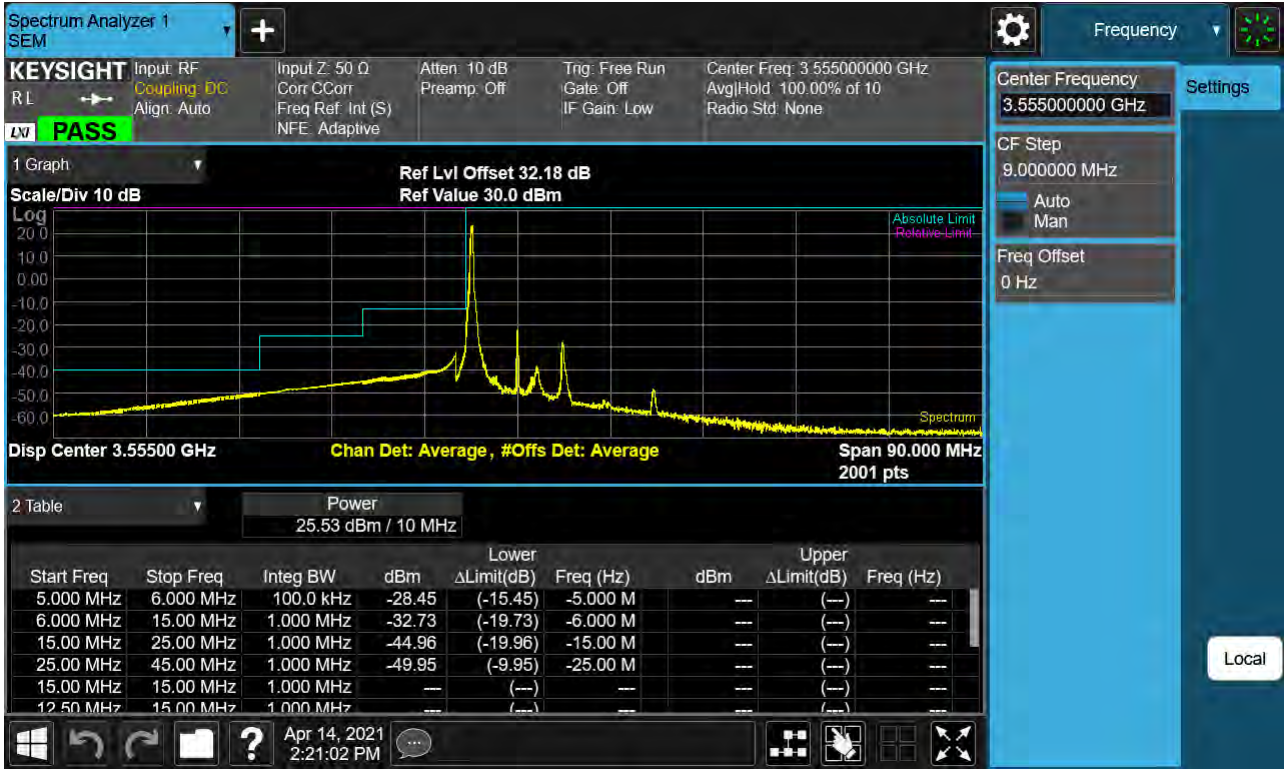 Spectrum Analyzer 1
SEM
+
Frequency
KEYSIGHT
R L
LXI
PASS
Input: RF
Coupling: DC
Align: Auto
Input Z: 50 Ω
Corr CCorr
Freq Ref: Int (S)
NFE: Adaptive
Atten: 10 dB
Preamp: Off
Trig: Free Run
Gate: Off
IF Gain: Low
Center Freq: 3.555000000 GHz
Avg|Hold: 100.00% of 10
Radio Std: None
Center Frequency
3.555000000 GHz
Settings
CF Step
9.000000 MHz
Auto
Man
Freq Offset
0 Hz
1 Graph
Scale/Div 10 dB
Ref Lvl Offset 32.18 dB
Ref Value 30.0 dBm
Log
20.0
10.0
0.00
-10.0
-20.0
-30.0
-40.0
-50.0
-60.0
Absolute Limit
Relative Limit
Spectrum
Disp Center 3.55500 GHz
Chan Det: Average, #Offs Det: Average
Span 90.000 MHz
2001 pts
2 Table
Power
25.53 dBm / 10 MHz
Lower Upper
Start Freq Stop Freq Integ BW dBm ΔLimit(dB) Freq (Hz) dBm ΔLimit(dB) Freq (Hz)
5.000 MHz 6.000 MHz 100.0 kHz -28.45 (-15.45) -5.000 M --- (---) ---
6.000 MHz 15.00 MHz 1.000 MHz -32.73 (-19.73) -6.000 M --- (---) ---
15.00 MHz 25.00 MHz 1.000 MHz -44.96 (-19.96) -15.00 M --- (---) ---
25.00 MHz 45.00 MHz 1.000 MHz -49.95 (-9.95) -25.00 M --- (---) ---
15.00 MHz 15.00 MHz 1.000 MHz --- (---) --- --- (---) ---
12.50 MHz 15.00 MHz 1.000 MHz --- (---) --- --- (---) ---
Local
?
Apr 14, 2021
2:21:02 PM